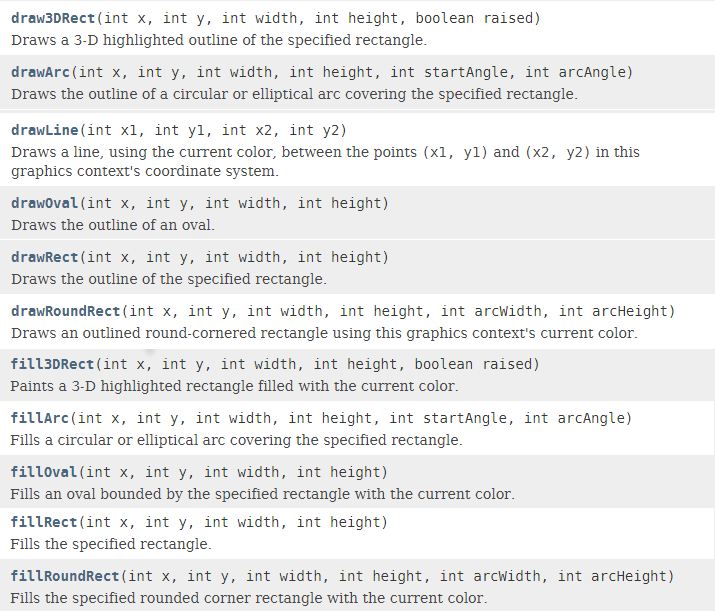 draw3DRect(int x, int y, int width, int height, boolean raised)
Draws a 3-D highlighted outline of the specified rectangle.
drawArc(int x, int y, int width, int height, int startAngle, int arcAngle)
Draws the outline of a circular or elliptical arc covering the specified rectangle.
drawLine(int x1, int y1, int x2, int y2)
Draws a line, using the current color, between the points (x1, y1) and (x2, y2) in this
graphics context's coordinate system.
drawOval(int x, int y, int width, int height)
Draws the outline of an oval.
drawRect(int x, int y, int width, int height)
Draws the outline of the specified rectangle.
drawRoundRect(int x, int y, int width, int height, int arcWidth, int arcHeight)
Draws an outlined round-cornered rectangle using this graphics context's current color.
fill3DRect(int x, int y, int width, int height, boolean raised)
Paints a 3-D highlighted rectangle filled with the current color.
fillArc(int x, int y, int width, int height, int startAngle, int arcAngle)
Fills a circular or elliptical arc covering the specified rectangle.
fillOval(int x, int y, int width, int height)
Fills an oval bounded by the specified rectangle with the current color.
fillRect(int x, int y, int width, int height)
Fills the specified rectangle.
fillRoundRect(int x, int y, int width, int height, int arcWidth, int arcHeight)
Fills the specified rounded corner rectangle with the current color.